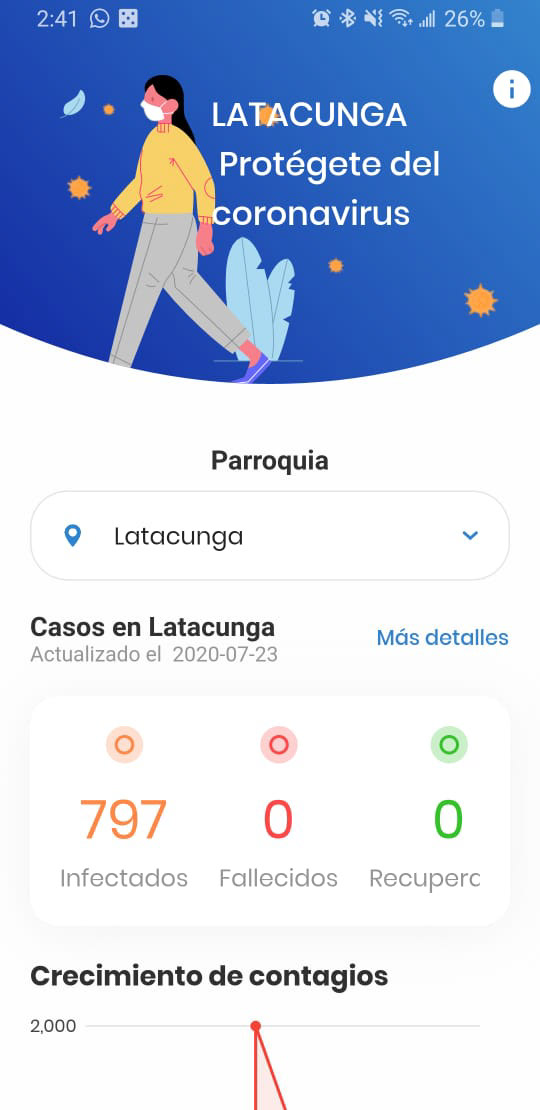 2:41
26%
LATACUNGA
Protégete del
coronavirus
Parroquia
Latacunga
Casos en Latacunga
Actualizado el 2020-07-23
Más detalles
797 0 0
Infectados Fallecidos Recuperc
Crecimiento de contagios
2,000